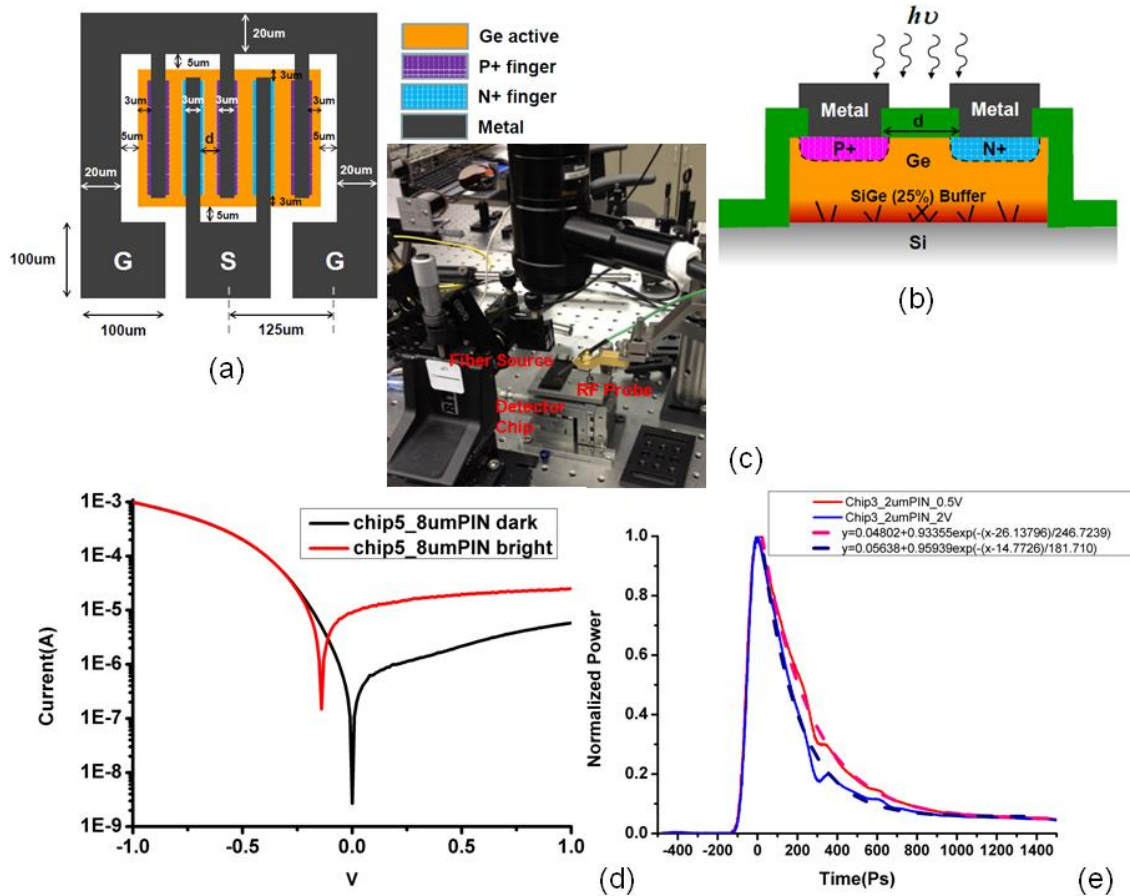 20um
5um
3um
3um
3um
3um
3um
5um
d
5um
20um
20um
3um
5um
100um
G
S
G
100um
125um
(a)
Ge active
P+ finger
N+ finger
Metal
hυ
Metal
Metal
d
P+
N+
Ge
SiGe (25%) Buffer
Si
(b)
Fiber Source
RF Probe
Detector
Chip
(c)
chip5_8umPIN dark
chip5_8umPIN bright
1E-3
1E-4
1E-5
1E-6
1E-7
1E-8
1E-9
Current(A)
-1.0
-0.5
0.0
0.5
1.0
V
(d)
Chip3_2umPIN_0.5V
Chip3_2umPIN_2V
y=0.04802+0.93355exp(-(x-26.13796)/246.7239)
y=0.05638+0.95939exp(-(x-14.7726)/181.710)
1.0
0.8
0.6
0.4
0.2
0.0
Normalized Power
-400
-200
0
200
400
600
800
1000
1200
1400
Time(Ps)
(e)